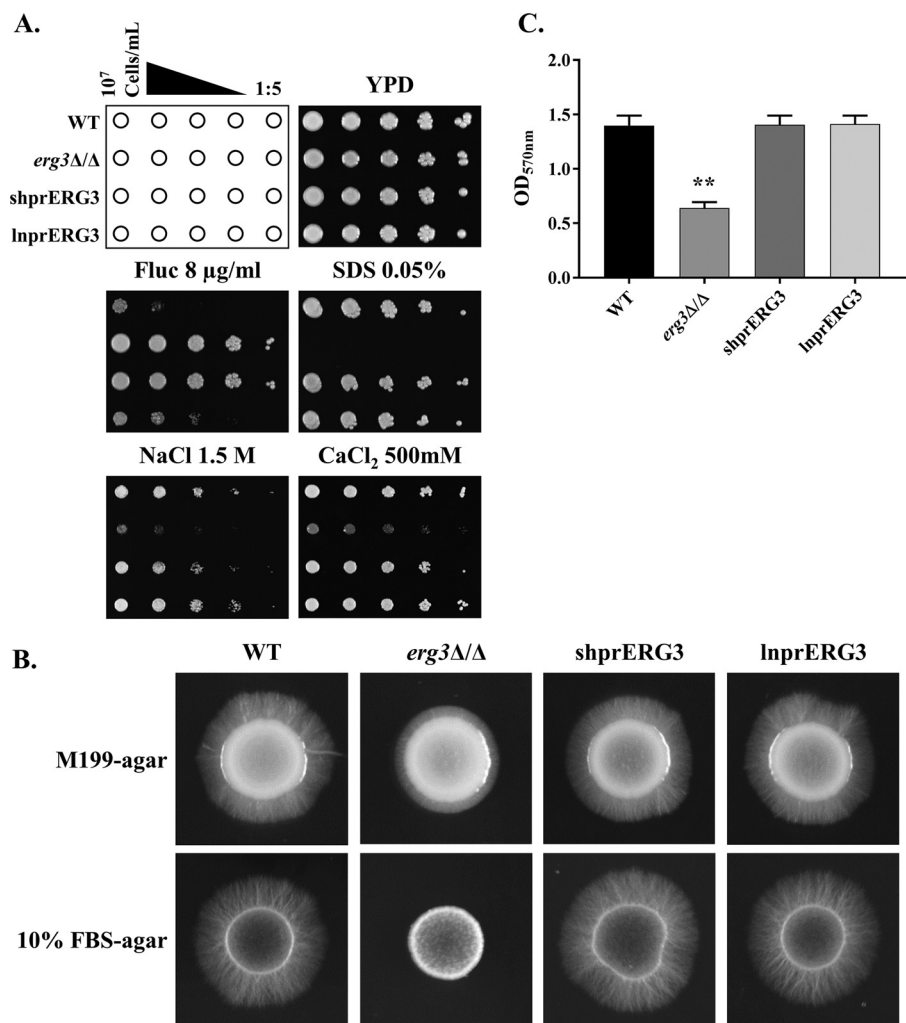 A.
10⁷
Cells/mL
1:5
WT
erg3Δ/Δ
shprERG3
lnprERG3
YPD
Fluc 8 µg/ml
SDS 0.05%
NaCl 1.5 M
CaCl₂ 500mM
C.
2.0
1.5
1.0
0.5
0.0
OD₅₇₀ₙₘ
**
WT
erg3Δ/Δ
shprERG3
lnprERG3
B.
WT
erg3Δ/Δ
shprERG3
lnprERG3
M199-agar
10% FBS-agar